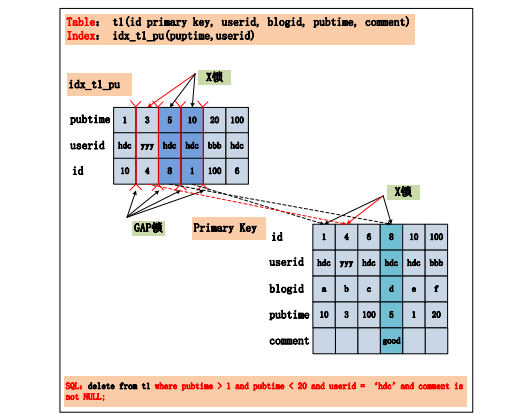 Table: t1(id primary key, userid, blogid, pubtime, comment)
Index: idx_t1_pu(puptime,userid)
X锁
idx_t1_pu
pubtime 1 3 5 10 20 100
userid hdc yyy hdc hdc bbb hdc
id 10 4 8 1 100 6
X锁
GAP锁 Primary Key
id 1 4 6 8 10 100
userid hdc yyy hdc hdc hdc bbb
blogid a b c d e f
pubtime 10 3 100 5 1 20
comment good
SQL: delete from t1 where pubtime > 1 and pubtime < 20 and userid = ‘hdc’ and comment is
not NULL;